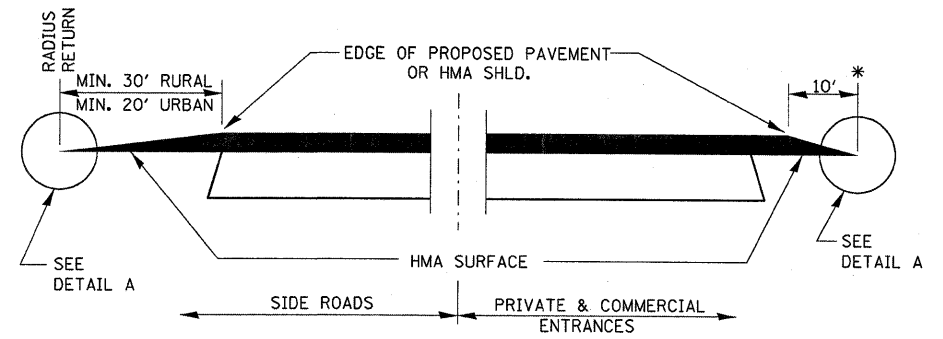 RADIUS
RETURN
MIN. 30' RURAL
MIN. 20' URBAN
EDGE OF PROPOSED PAVEMENT
OR HMA SHLD.
10'
*
SEE
DETAIL A
HMA SURFACE
SEE
DETAIL A
SIDE ROADS
PRIVATE & COMMERCIAL
ENTRANCES